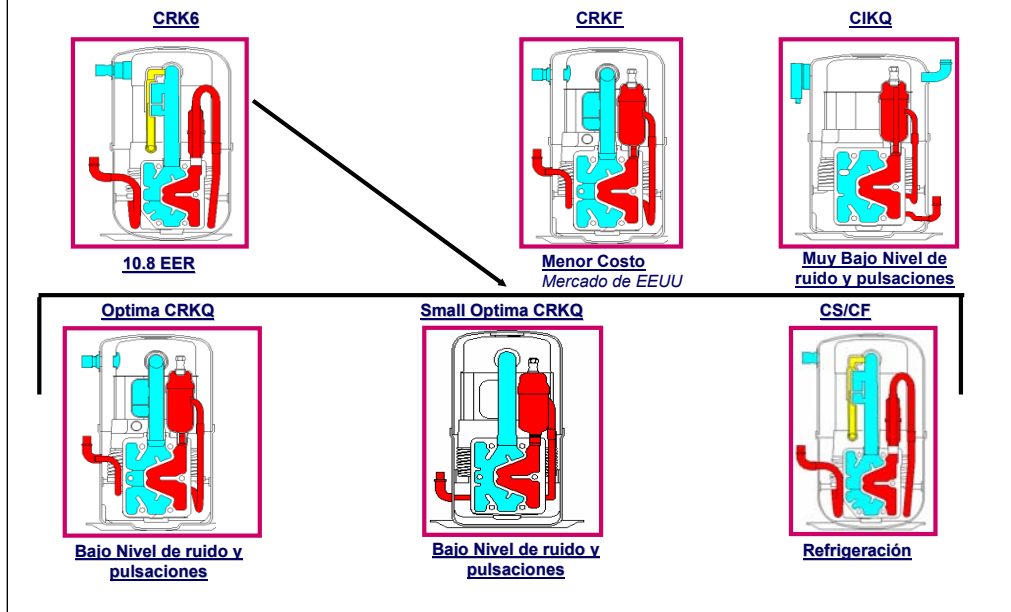 CRK6
CRKF
CIKQ
10.8 EER
Menor Costo
Mercado de EEUU
Muy Bajo Nivel de
ruido y pulsaciones
Optima CRKQ
Small Optima CRKQ
CS/CF
Bajo Nivel de ruido y
pulsaciones
Bajo Nivel de ruido y
pulsaciones
Refrigeración